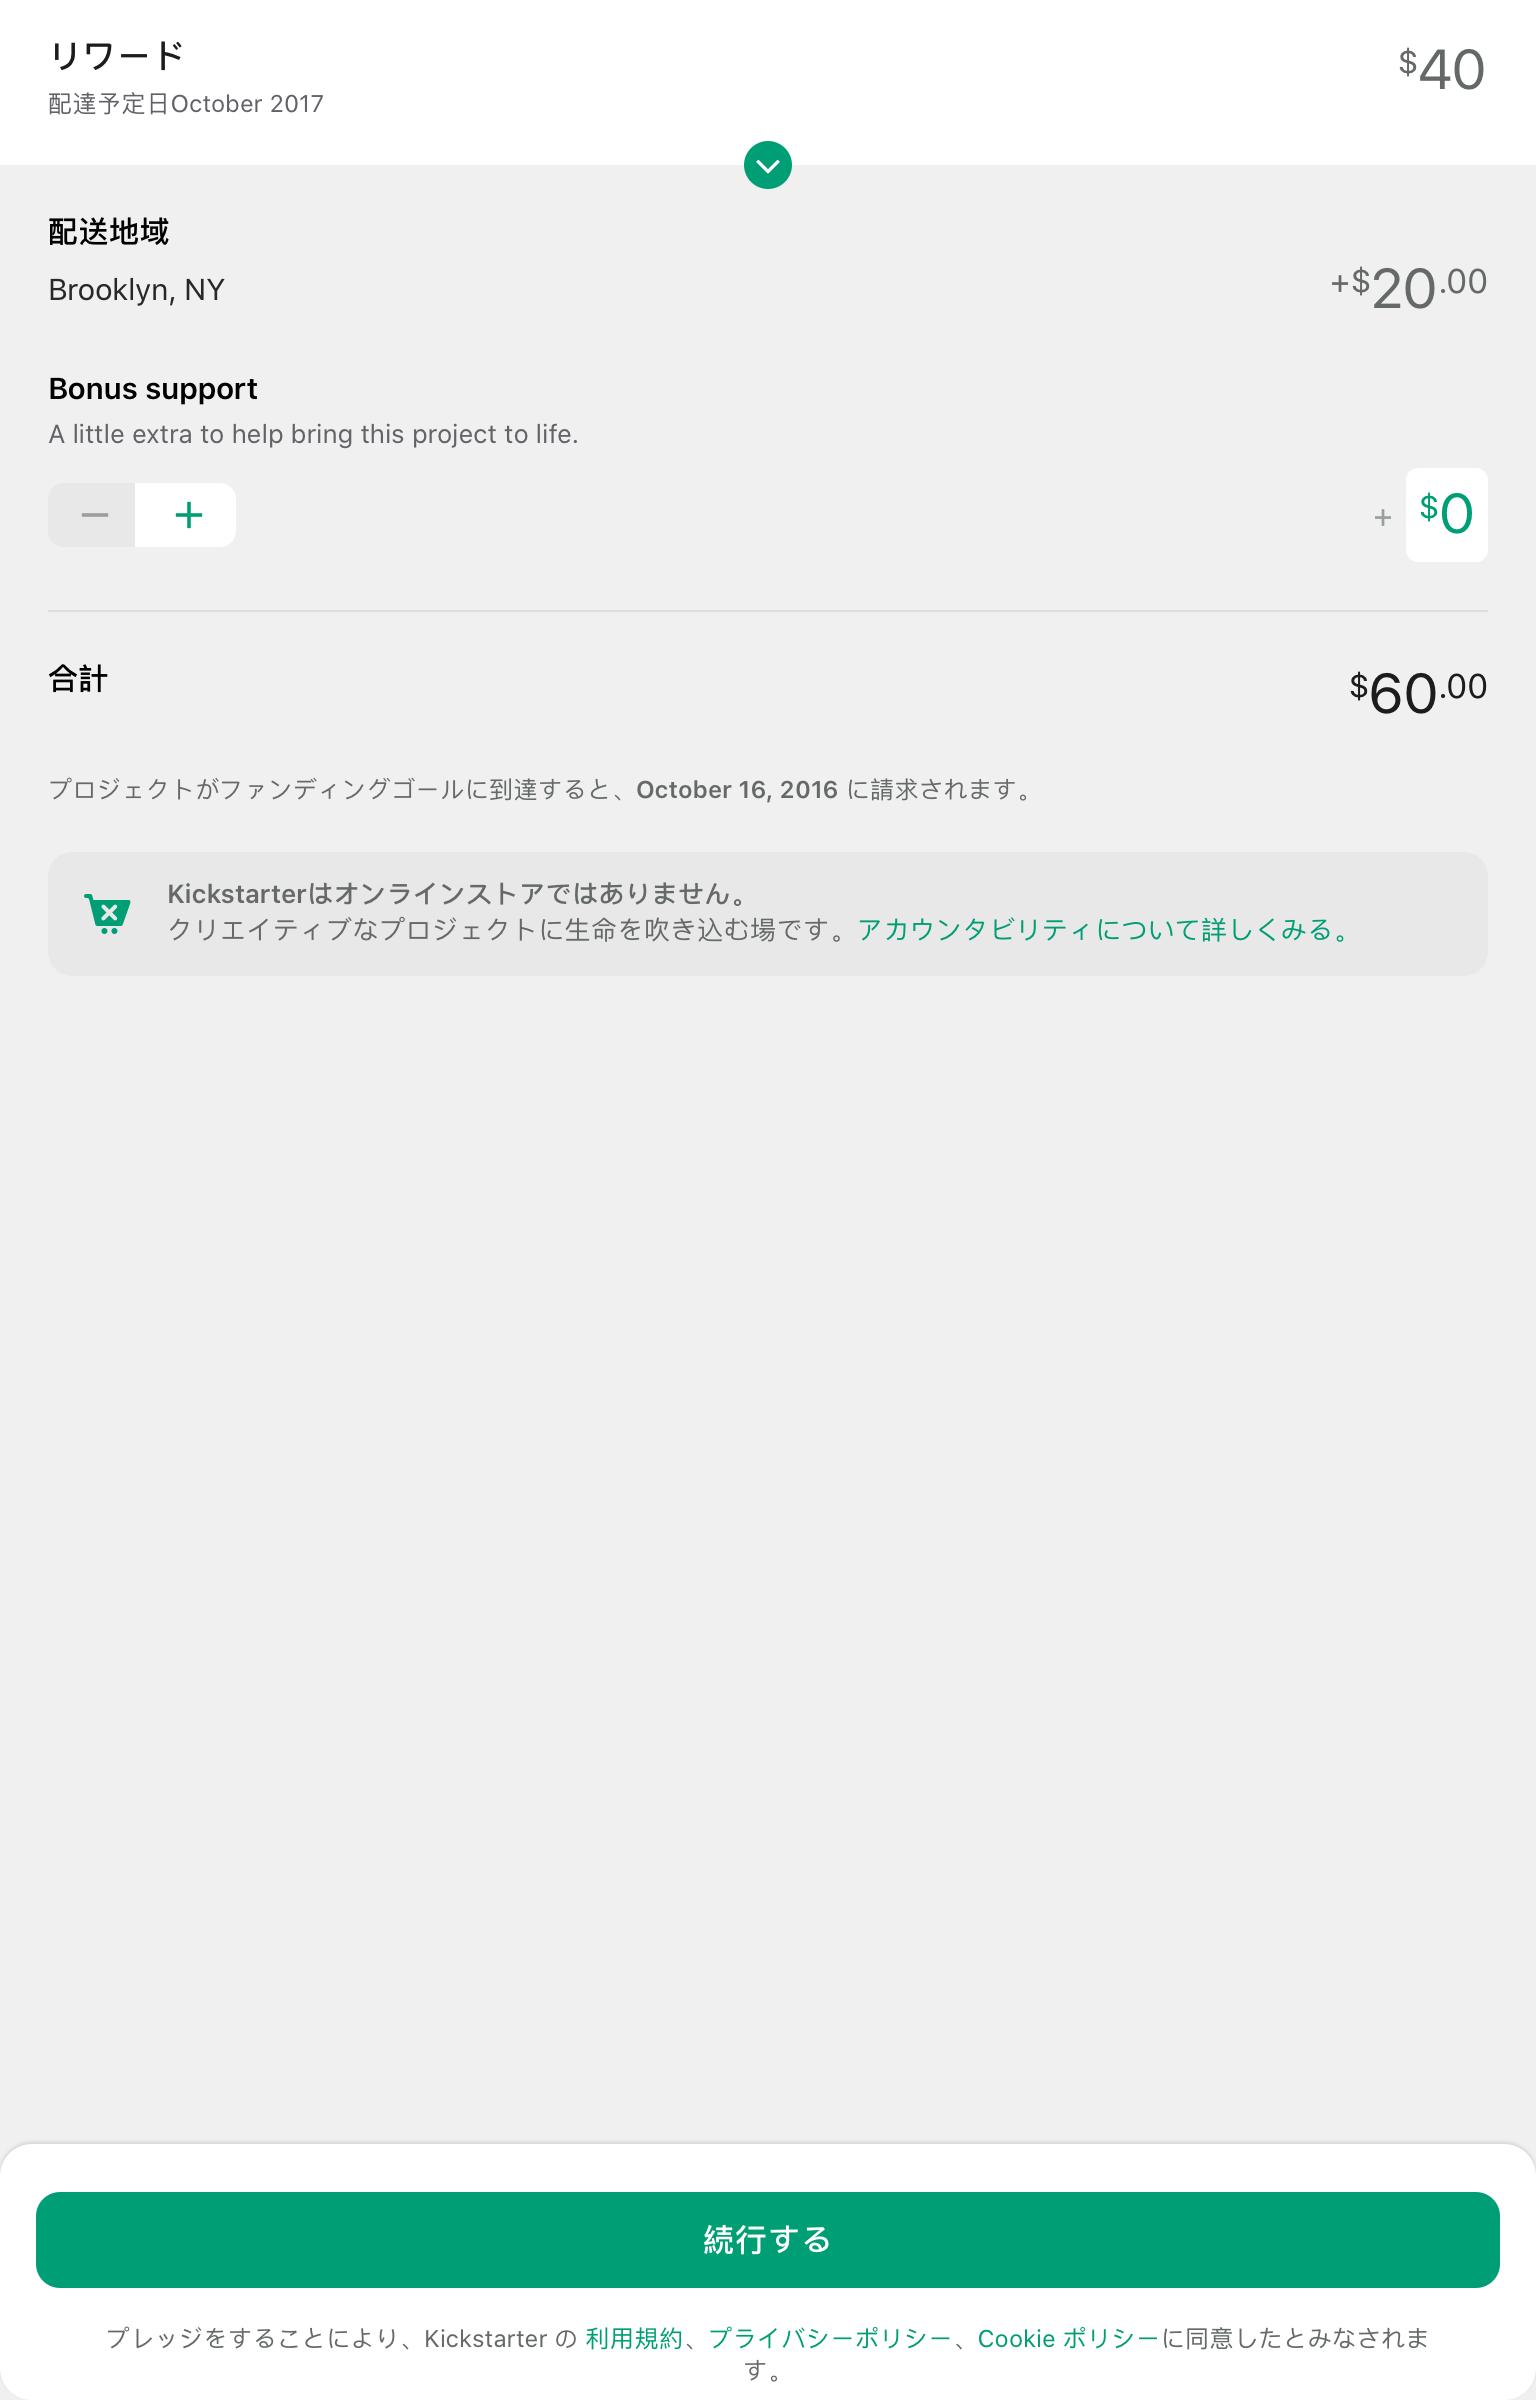 リワード
$40
配達予定日October 2017
配送地域
Brooklyn, NY
+$20.00
Bonus support
A little extra to help bring this project to life.
− +
+ $0
合計
$60.00
プロジェクトがファンディングゴールに到達すると、October 16, 2016 に請求されます。
Kickstarterはオンラインストアではありません。
クリエイティブなプロジェクトに生命を吹き込む場です。アカウンタビリティについて詳しくみる。
続行する
プレッジをすることにより、Kickstarter の 利用規約、プライバシーポリシー、Cookie ポリシーに同意したとみなされま
す。